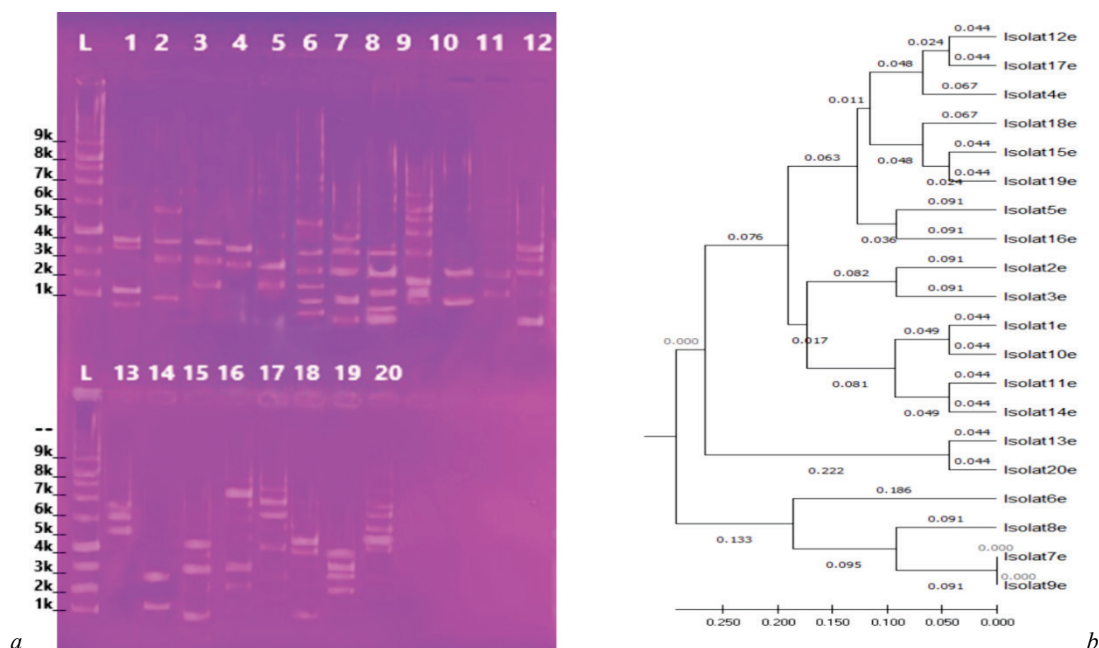 L 1 2 3 4 5 6 7 8 9 10 11 12
9k
8k
7k
6k
5k
4k
3k
2k
1k
L 13 14 15 16 17 18 19 20
--
9k
8k
7k
6k
5k
4k
3k
2k
1k
a
0.044
Isolat12e
0.024
0.044
Isolat17e
0.048
0.067
Isolat4e
0.011
0.067
Isolat18e
0.044
Isolat15e
0.048
0.063
0.044
Isolat19e
0.024
0.091
Isolat5e
0.091
Isolat16e
0.036
0.076
0.082
0.091
Isolat2e
0.091
Isolat3e
0.044
Isolat1e
0.049
0.000
0.017
0.044
Isolat10e
0.081
0.044
Isolat11e
0.044
Isolat14e
0.049
0.044
Isolat13e
0.044
Isolat20e
0.222
0.186
Isolat6e
0.091
Isolat8e
0.133
0.000
Isolat7e
0.095
0.000
0.091
Isolat9e
0.250 0.200 0.150 0.100 0.050 0.000
b